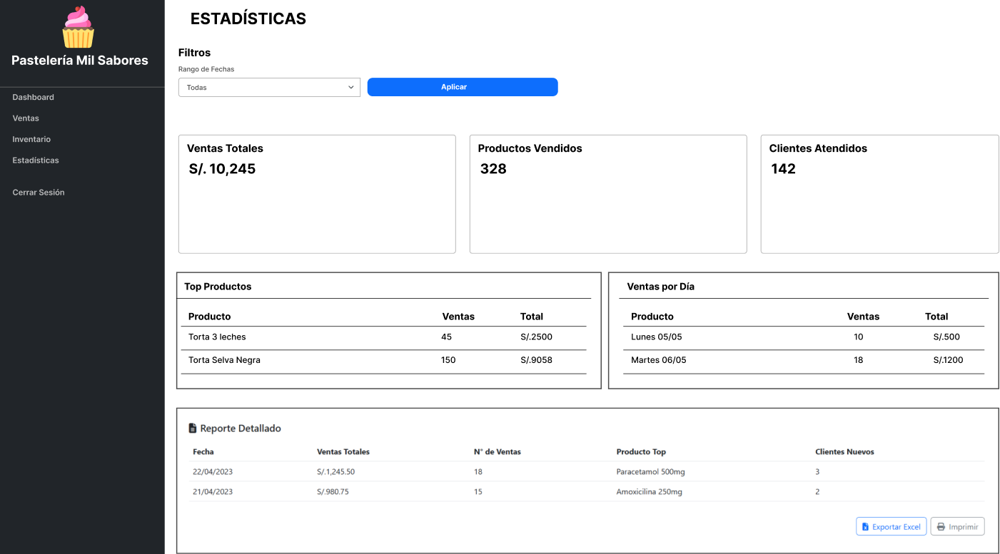 Pastelería Mil Sabores
Dashboard
Ventas
Inventario
Estadísticas
Cerrar Sesión
ESTADÍSTICAS
Filtros
Rango de Fechas
Todas
Aplicar
Ventas Totales
S/. 10,245
Productos Vendidos
328
Clientes Atendidos
142
Top Productos
Producto Ventas Total
Torta 3 leches 45 S/.2500
Torta Selva Negra 150 S/.9058
Ventas por Día
Producto Ventas Total
Lunes 05/05 10 S/.500
Martes 06/05 18 S/.1200
Reporte Detallado
Fecha Ventas Totales N° de Ventas Producto Top Clientes Nuevos
22/04/2023 S/.1,245.50 18 Paracetamol 500mg 3
21/04/2023 S/.980.75 15 Amoxicilina 250mg 2
Exportar Excel Imprimir